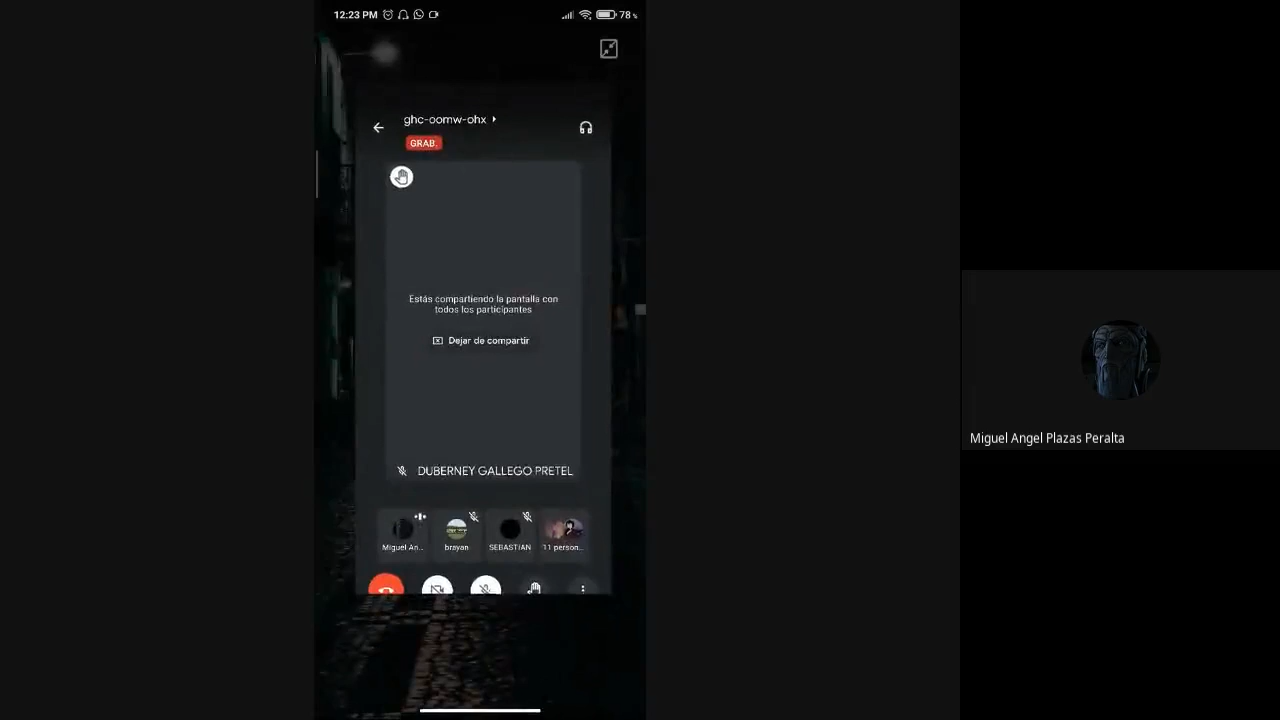 12:23 PM
78 %
ghc-oomw-ohx
GRAB.
Estás compartiendo la pantalla con
todos los participantes
Dejar de compartir
DUBERNEY GALLEGO PRETEL
Miguel An..
brayan
SEBASTIAN
11 person..
Miguel Angel Plazas Peralta